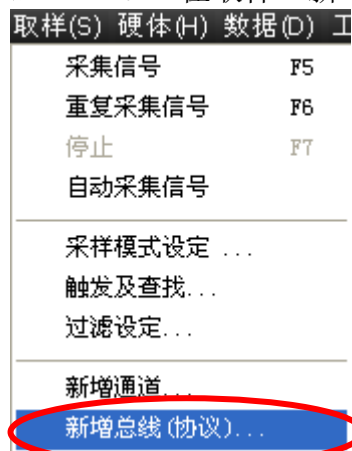 取样(S) 硬体(H) 数据(D)
采集信号 F5
重复采集信号 F6
停止 F7
自动采集信号
采样模式设定 ...
触发及查找...
过滤设定...
新增通道...
新增总线(协议)...